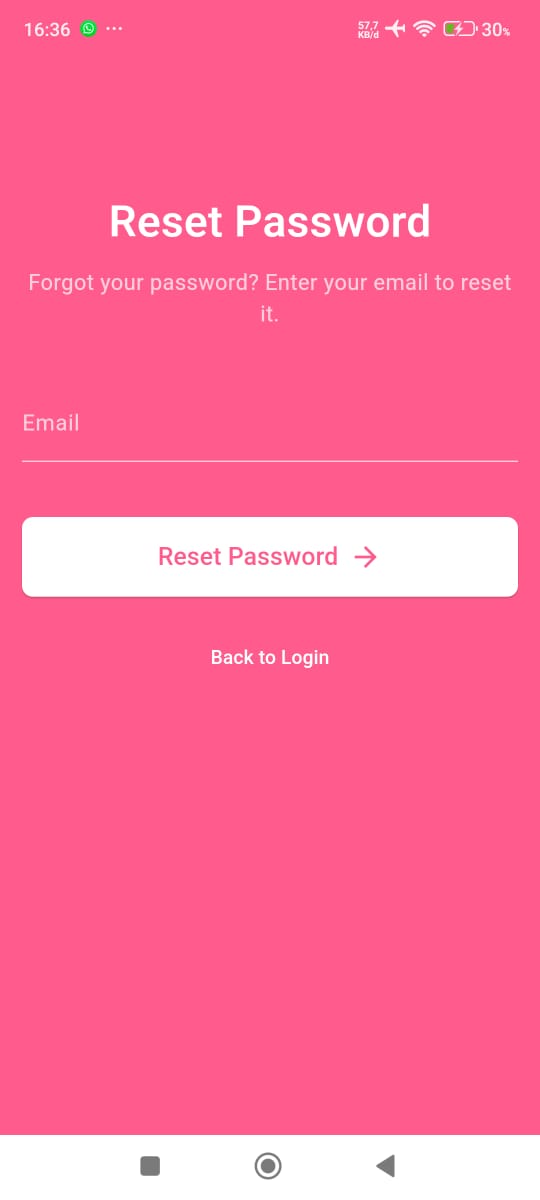 16:36 ... 57,7 KB/d 30%
Reset Password
Forgot your password? Enter your email to reset
it.
Email
Reset Password →
Back to Login